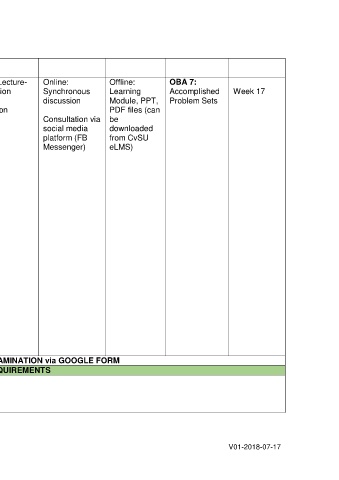 Lecture-
ion
on
Online:
Synchronous
discussion
Consultation via
social media
platform (FB
Messenger)
Offline:
Learning
Module, PPT,
PDF files (can
be
downloaded
from CvSU
eLMS)
OBA 7:
Accomplished
Problem Sets
Week 17
AMINATION via GOOGLE FORM
QUIREMENTS
V01-2018-07-17